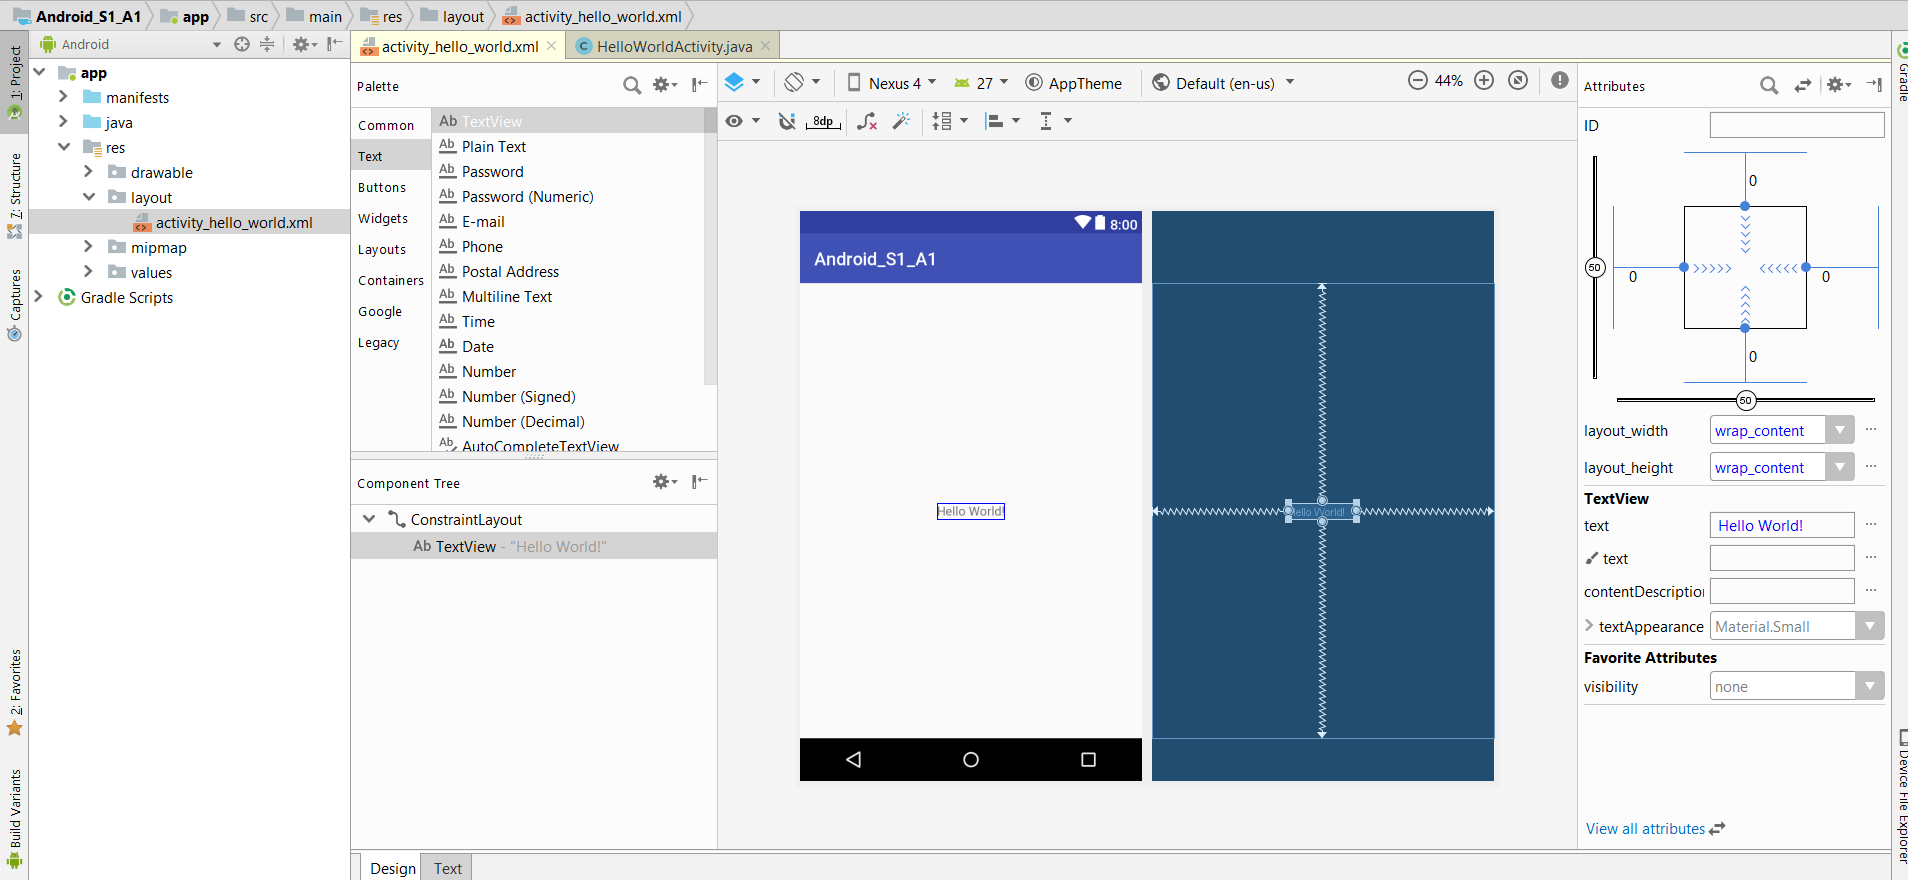 Android_S1_A1 app src main res layout activity_hello_world.xml
1: Project
7: Structure
Captures
2: Favorites
Build Variants
Android
app
manifests
java
res
drawable
layout
activity_hello_world.xml
mipmap
values
Gradle Scripts
activity_hello_world.xml HelloWorldActivity.java
Palette
Common
Text
Buttons
Widgets
Layouts
Containers
Google
Legacy
Ab TextView
Ab Plain Text
Ab Password
Ab Password (Numeric)
Ab E-mail
Ab Phone
Ab Postal Address
Ab Multiline Text
Ab Time
Ab Date
Ab Number
Ab Number (Signed)
Ab Number (Decimal)
Ab AutoCompleteTextView
Component Tree
ConstraintLayout
Ab TextView - "Hello World!"
Nexus 4 27 AppTheme Default (en-us) 44%
8dp
8:00
Android_S1_A1
Hello World!
Hello World!
Design Text
Attributes
ID
0
0
0
0
50
50
layout_width wrap_content
layout_height wrap_content
TextView
text Hello World!
text
contentDescription
textAppearance Material.Small
Favorite Attributes
visibility none
View all attributes
Gradle
Device File Explorer